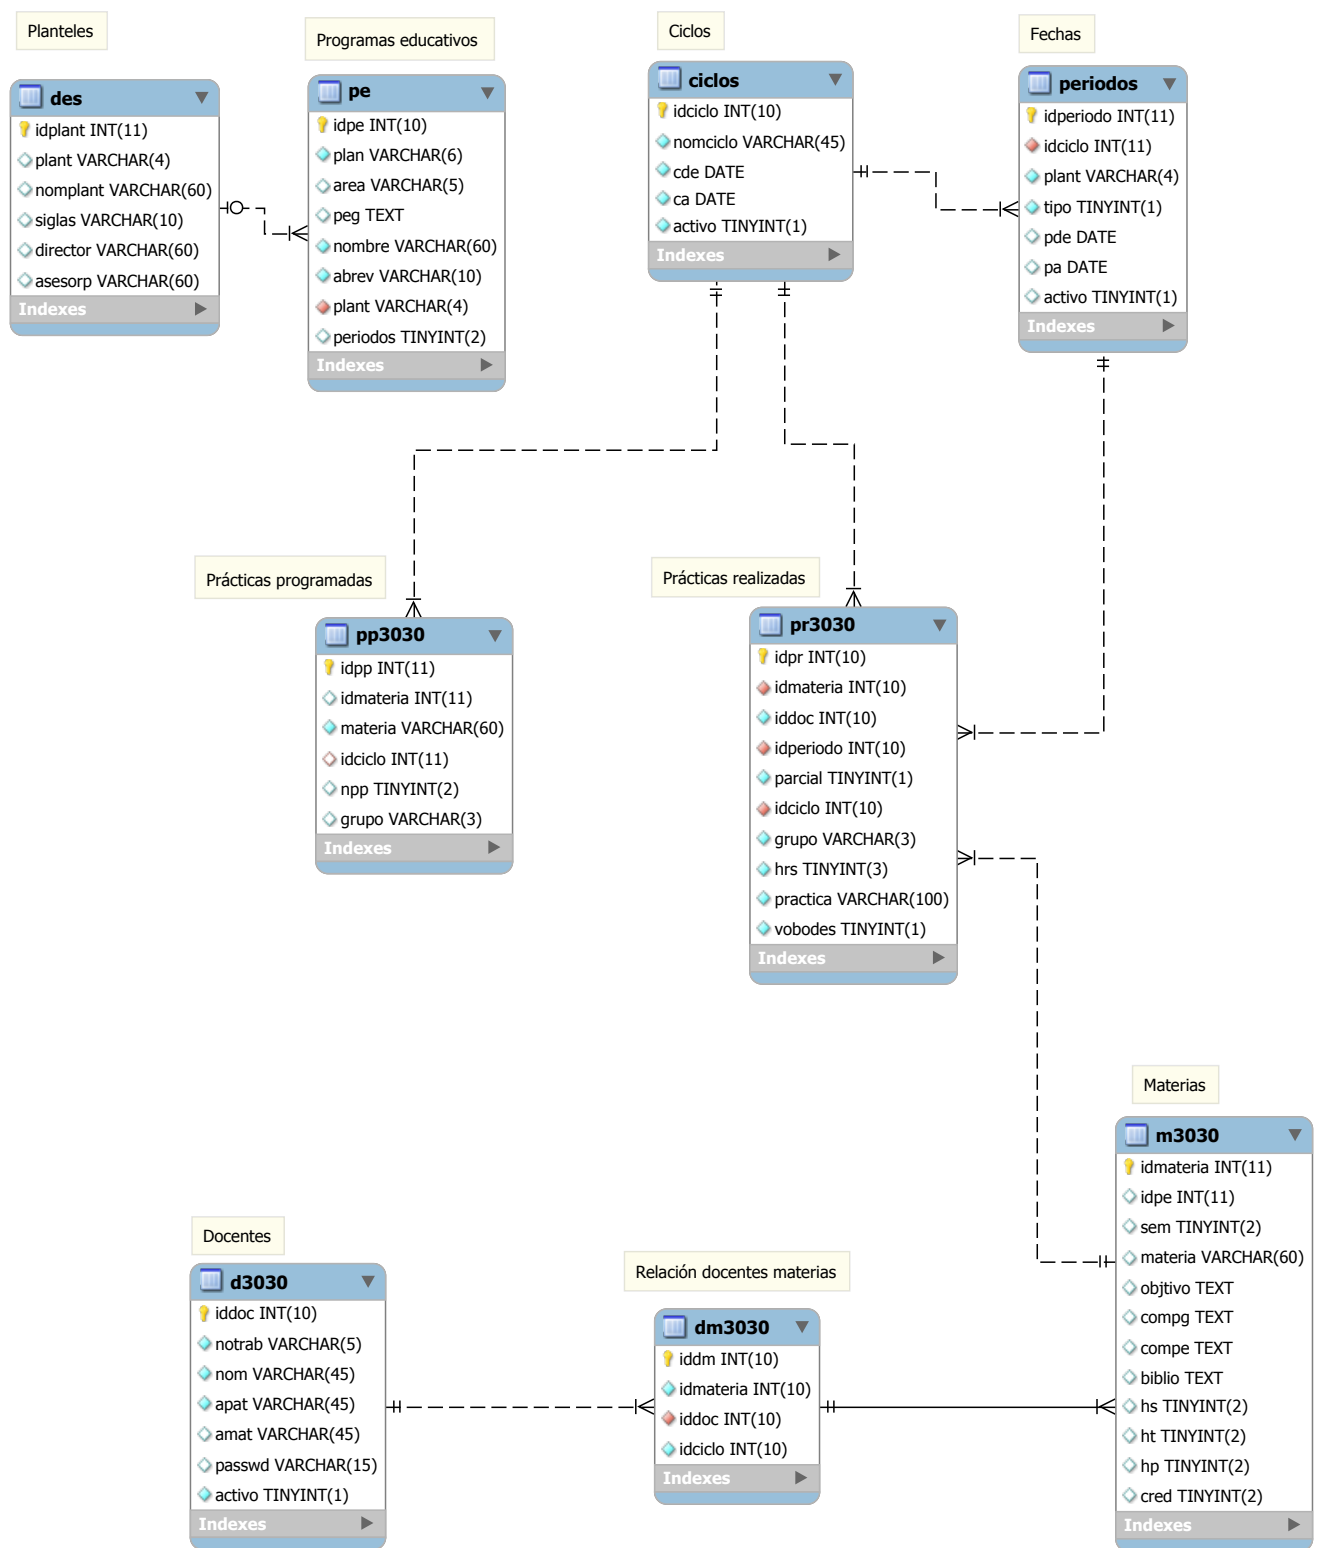 Planteles
des
idplant INT(11)
plant VARCHAR(4)
nomplant VARCHAR(60)
siglas VARCHAR(10)
director VARCHAR(60)
asesorp VARCHAR(60)
Indexes
Programas educativos
pe
idpe INT(10)
plan VARCHAR(6)
area VARCHAR(5)
peg TEXT
nombre VARCHAR(60)
abrev VARCHAR(10)
plant VARCHAR(4)
periodos TINYINT(2)
Indexes
Ciclos
ciclos
idciclo INT(10)
nomciclo VARCHAR(45)
cde DATE
ca DATE
activo TINYINT(1)
Indexes
Fechas
periodos
idperiodo INT(11)
idciclo INT(11)
plant VARCHAR(4)
tipo TINYINT(1)
pde DATE
pa DATE
activo TINYINT(1)
Indexes
Prácticas programadas
pp3030
idpp INT(11)
idmateria INT(11)
materia VARCHAR(60)
idciclo INT(11)
npp TINYINT(2)
grupo VARCHAR(3)
Indexes
Prácticas realizadas
pr3030
idpr INT(10)
idmateria INT(10)
iddoc INT(10)
idperiodo INT(10)
parcial TINYINT(1)
idciclo INT(10)
grupo VARCHAR(3)
hrs TINYINT(3)
practica VARCHAR(100)
vobodes TINYINT(1)
Indexes
Materias
m3030
idmateria INT(11)
idpe INT(11)
sem TINYINT(2)
materia VARCHAR(60)
objtivo TEXT
compg TEXT
compe TEXT
biblio TEXT
hs TINYINT(2)
ht TINYINT(2)
hp TINYINT(2)
cred TINYINT(2)
Indexes
Docentes
d3030
iddoc INT(10)
notrab VARCHAR(5)
nom VARCHAR(45)
apat VARCHAR(45)
amat VARCHAR(45)
passwd VARCHAR(15)
activo TINYINT(1)
Indexes
Relación docentes materias
dm3030
iddm INT(10)
idmateria INT(10)
iddoc INT(10)
idciclo INT(10)
Indexes